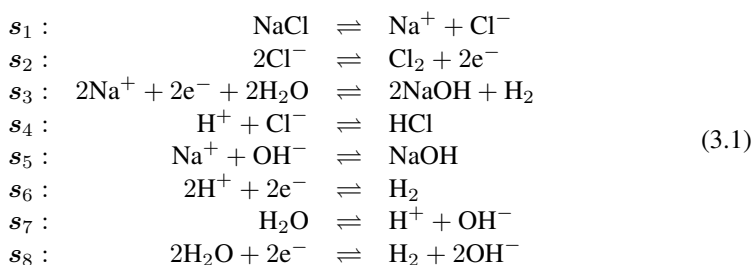 s₁ : NaCl ⇌ Na⁺ + Cl⁻
s₂ : 2Cl⁻ ⇌ Cl₂ + 2e⁻
s₃ : 2Na⁺ + 2e⁻ + 2H₂O ⇌ 2NaOH + H₂
s₄ : H⁺ + Cl⁻ ⇌ HCl
s₅ : Na⁺ + OH⁻ ⇌ NaOH
s₆ : 2H⁺ + 2e⁻ ⇌ H₂
s₇ : H₂O ⇌ H⁺ + OH⁻
s₈ : 2H₂O + 2e⁻ ⇌ H₂ + 2OH⁻
(3.1)